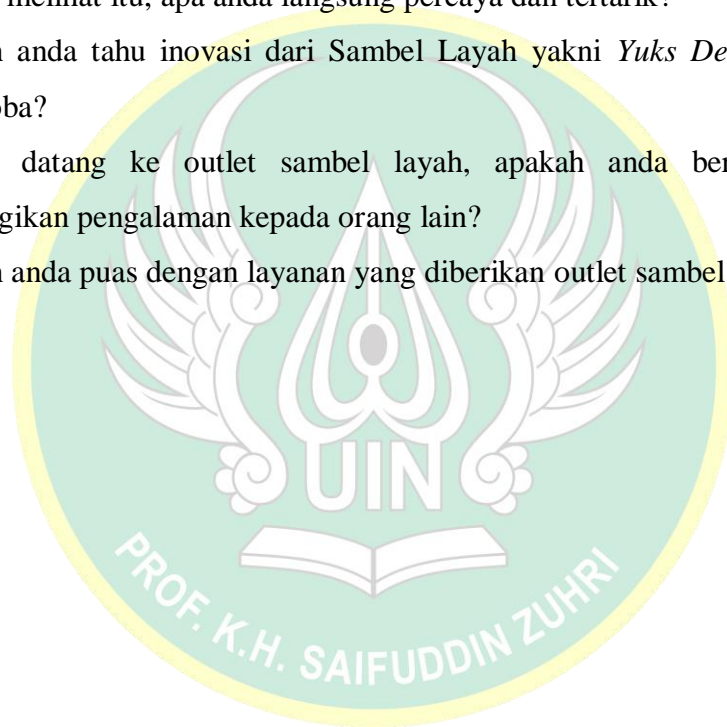 melihat itu, apa anda langsung percaya dan tertarik?
anda tahu inovasi dari Sambel Layah yakni Yuks De
oba?
datang ke outlet sambel layah, apakah anda ber
gikan pengalaman kepada orang lain?
anda puas dengan layanan yang diberikan outlet sambel
UIN
PROF. K.H. SAIFUDDIN ZUHRI